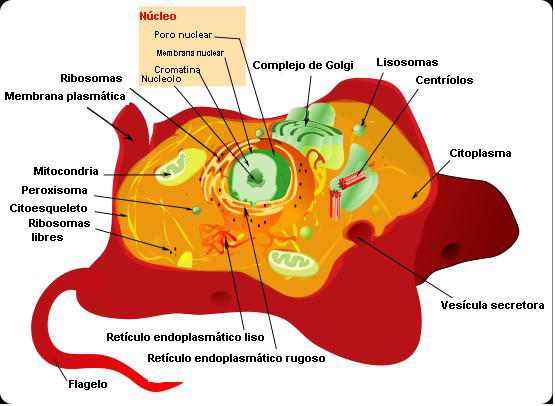 Núcleo
Poro nuclear
Membrana nuclear
Cromatina
Nucleolo
Complejo de Golgi
Lisosomas
Centríolos
Ribosomas
Membrana plasmática
Citoplasma
Mitocondria
Peroxisoma
Citoesqueleto
Ribosomas
libres
Vesícula secretora
Retículo endoplasmático liso
Retículo endoplasmático rugoso
Flagelo